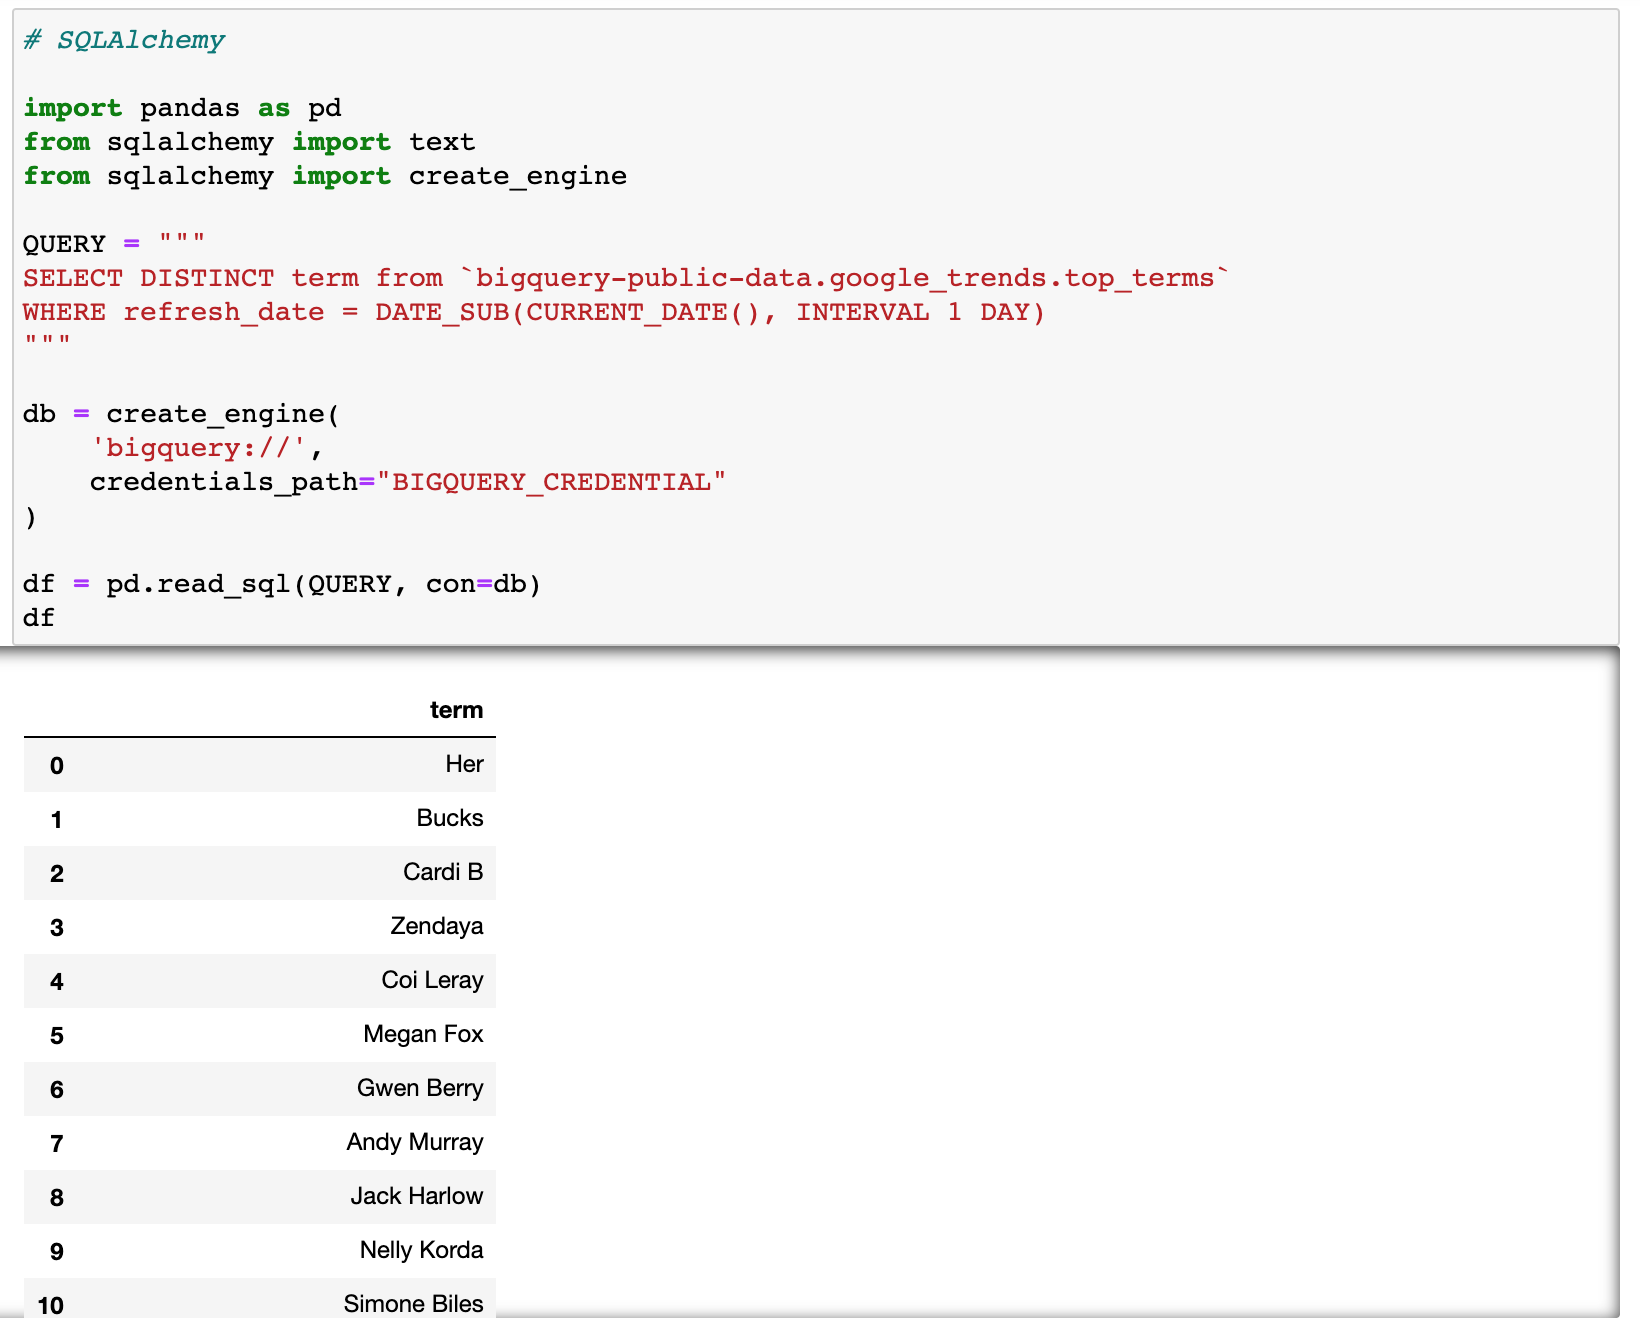 # SQLAlchemy
import pandas as pd
from sqlalchemy import text
from sqlalchemy import create_engine
QUERY = """
SELECT DISTINCT term from `bigquery-public-data.google_trends.top_terms`
WHERE refresh_date = DATE_SUB(CURRENT_DATE(), INTERVAL 1 DAY)
"""
db = create_engine(
    'bigquery://',
    credentials_path="BIGQUERY_CREDENTIAL"
)
df = pd.read_sql(QUERY, con=db)
df
term
0 Her
1 Bucks
2 Cardi B
3 Zendaya
4 Coi Leray
5 Megan Fox
6 Gwen Berry
7 Andy Murray
8 Jack Harlow
9 Nelly Korda
10 Simone Biles